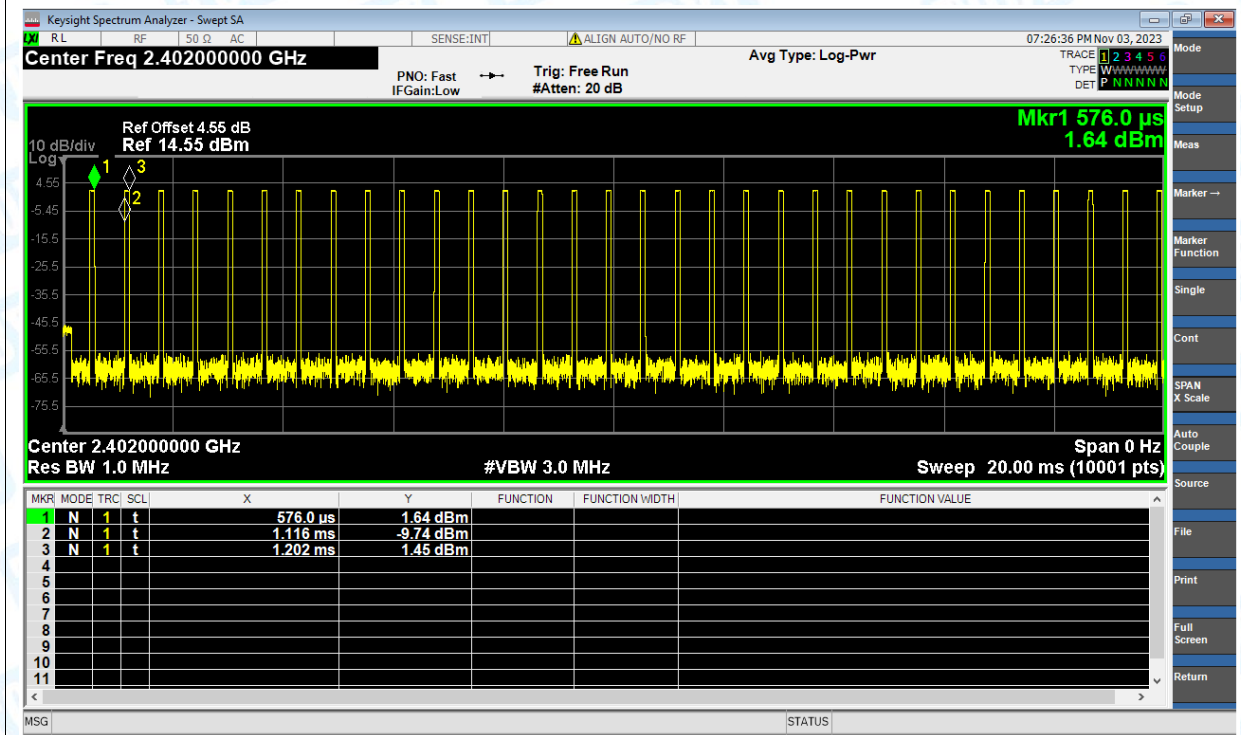 Keysight Spectrum Analyzer - Swept SA
LXI RL RF 50 Ω AC SENSE:INT ALIGN AUTO/NO RF 07:26:36 PM Nov 03, 2023
Center Freq 2.402000000 GHz
PNO: Fast
IFGain:Low
Trig: Free Run
#Atten: 20 dB
Avg Type: Log-Pwr
TRACE 1 2 3 4 5 6
TYPE WWWWWW
DET P N N N N N
Ref Offset 4.55 dB
10 dB/div Ref 14.55 dBm
Log
Mkr1 576.0 µs
1.64 dBm
1
3
2
4.55
-5.45
-15.5
-25.5
-35.5
-45.5
-55.5
-65.5
-75.5
Center 2.402000000 GHz Span 0 Hz
Res BW 1.0 MHz #VBW 3.0 MHz Sweep 20.00 ms (10001 pts)
MKR MODE TRC SCL X Y FUNCTION FUNCTION WIDTH FUNCTION VALUE
1 N 1 t 576.0 µs 1.64 dBm
2 N 1 t 1.116 ms -9.74 dBm
3 N 1 t 1.202 ms 1.45 dBm
4
5
6
7
8
9
10
11
MSG STATUS
Mode
Mode
Setup
Meas
Marker →
Marker
Function
Single
Cont
SPAN
X Scale
Auto
Couple
Source
File
Print
Full
Screen
Return